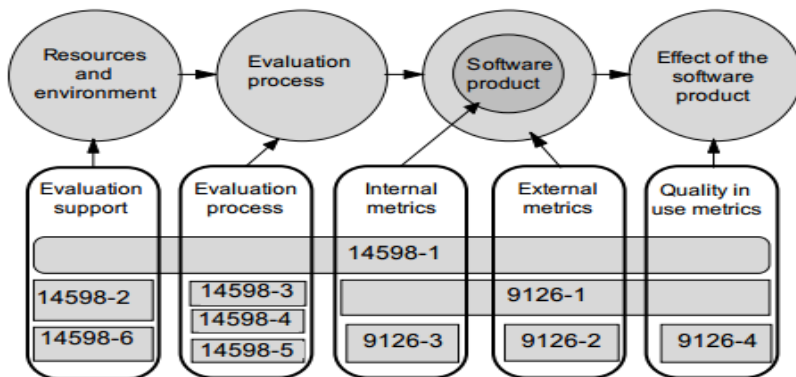 Resources
and
environment
Evaluation
process
Software
product
Effect of the
software
product
Evaluation
support
Evaluation
process
Internal
metrics
External
metrics
Quality in
use metrics
14598-1
14598-2
14598-6
14598-3
14598-4
14598-5
9126-1
9126-3
9126-2
9126-4